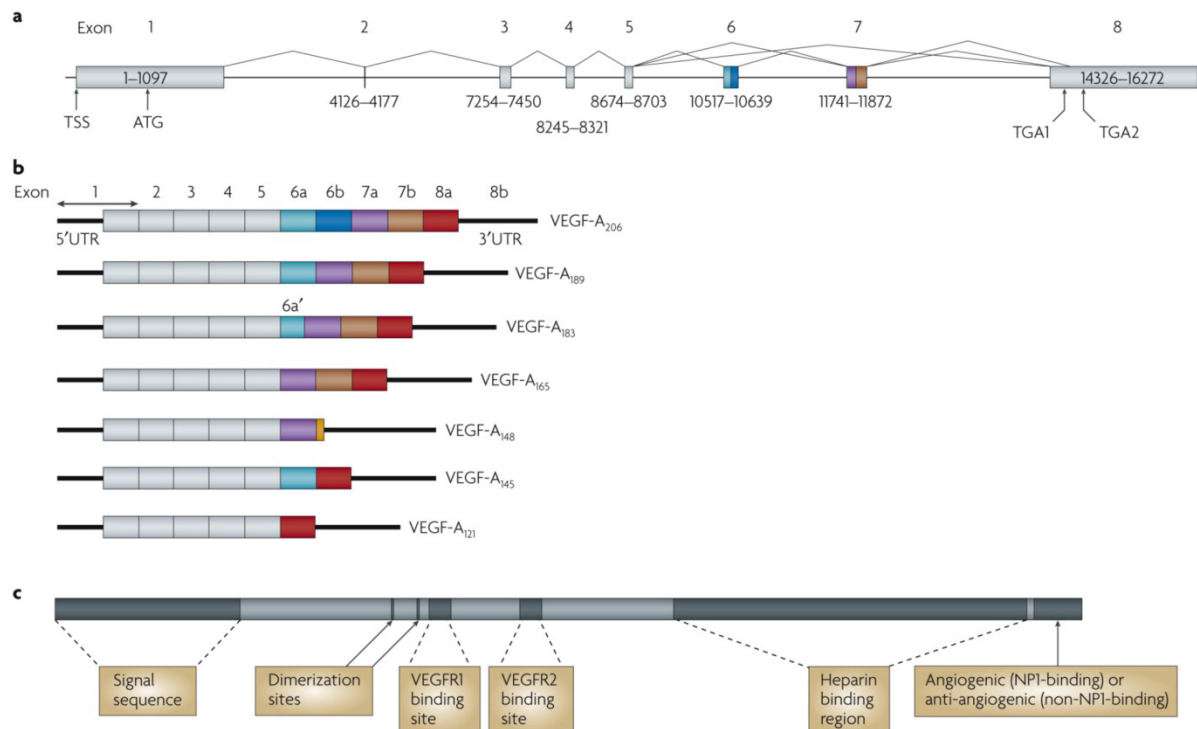 a
Exon 1 2 3 4 5 6 7 8
1–1097
14326–16272
4126–4177
7254–7450
8674–8703
10517–10639
11741–11872
8245–8321
TSS
ATG
TGA1
TGA2
b
Exon 1 2 3 4 5 6a 6b 7a 7b 8a 8b
5′UTR
3′UTR
VEGF-A₂₀₆
VEGF-A₁₈₉
6a′
VEGF-A₁₈₃
VEGF-A₁₆₅
VEGF-A₁₄₈
VEGF-A₁₄₅
VEGF-A₁₂₁
c
Signal
sequence
Dimerization
sites
VEGFR1
binding
site
VEGFR2
binding
site
Heparin
binding
region
Angiogenic (NP1-binding) or
anti-angiogenic (non-NP1-binding)